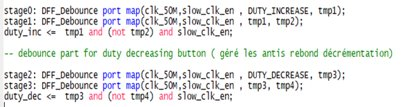 stage0: DFF_Debounce port map(clk_50M,slow_clk_en , DUTY_INCREASE, tmp1);
stage1: DFF_Debounce port map(clk_50M,slow_clk_en , tmp1, tmp2);
duty_inc <=  tmp1 and (not tmp2) and slow_clk_en;
-- debounce part for duty decreasing button ( géré les antis rebond décrémentation)
stage2: DFF_Debounce port map(clk_50M,slow_clk_en , DUTY_DECREASE, tmp3);
stage3: DFF_Debounce port map(clk_50M,slow_clk_en , tmp3, tmp4);
duty_dec <=  tmp3 and (not tmp4) and slow_clk_en;